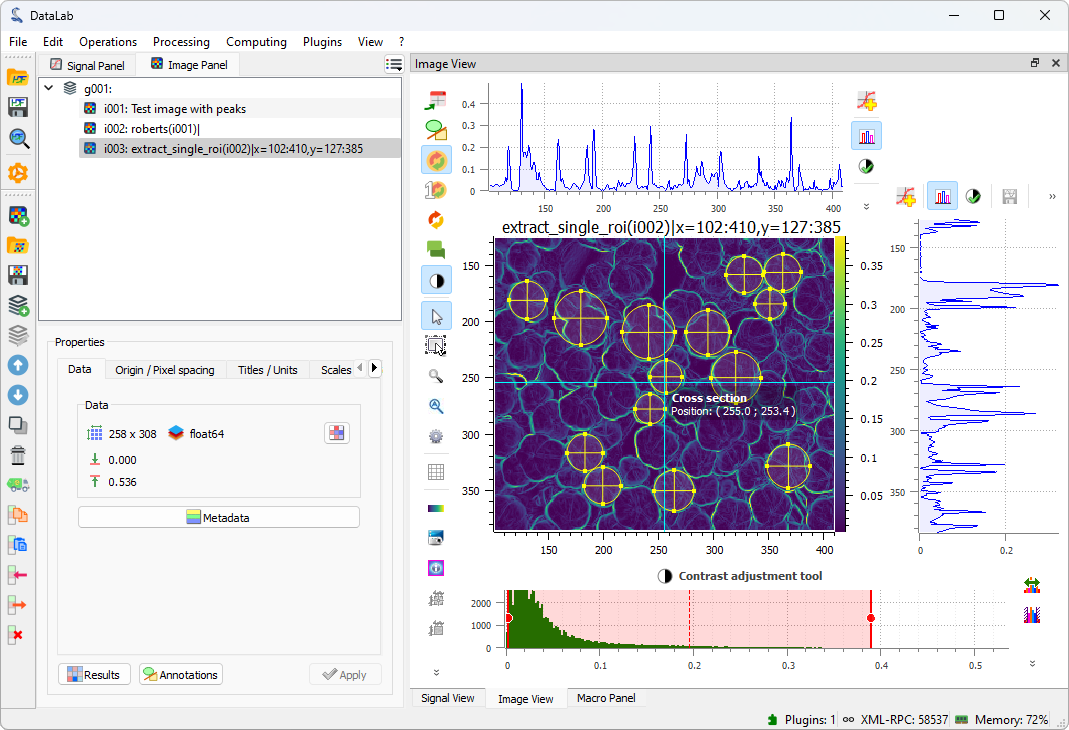 DataLab
File Edit Operations Processing Computing Plugins View ?
Signal Panel Image Panel
g001:
i001: Test image with peaks
i002: roberts(i001)|
i003: extract_single_roi(i002)|x=102:410,y=127:385
Properties
Data Origin / Pixel spacing Titles / Units Scales
Data
258 x 308 float64
0.000
0.536
Metadata
Results Annotations Apply
Image View
0.4
0.3
0.2
0.1
0
150 200 250 300 350 400
extract_single_roi(i002)|x=102:410,y=127:385
150
200
250
300
350
150 200 250 300 350 400
Cross section
Position: ( 255.0 ; 253.4 )
0.35
0.3
0.25
0.2
0.15
0.1
0.05
»
150
200
250
300
350
0 0.2
Contrast adjustment tool
2000
1000
0
0 0.1 0.2 0.3 0.4 0.5
Signal View Image View Macro Panel
Plugins: 1 XML-RPC: 58537 Memory: 72%